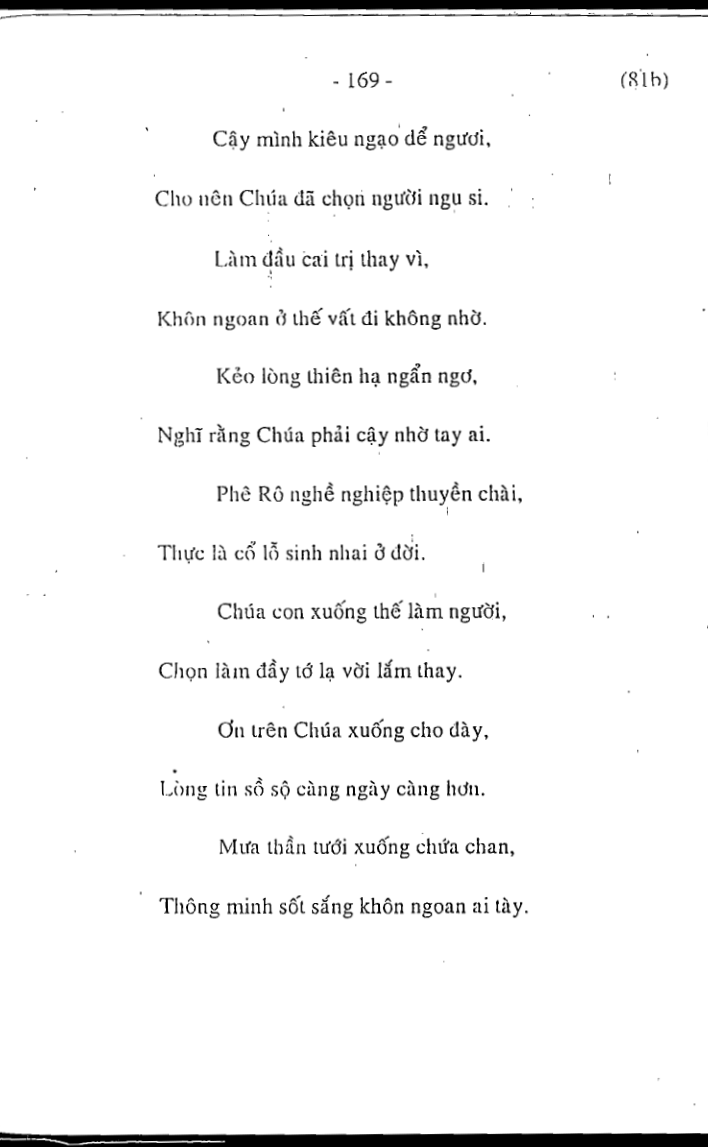 - 169 - (81b)
Cậy mình kiêu ngạo dể ngươi,
Cho nên Chúa đã chọn người ngu si.
Làm đầu cai trị thay vì,
Khôn ngoan ở thế vất đi không nhờ.
Kẻo lòng thiên hạ ngẩn ngơ,
Nghĩ rằng Chúa phải cậy nhờ tay ai.
Phê Rô nghề nghiệp thuyền chài,
Thực là cổ lỗ sinh nhai ở đời.
Chúa con xuống thế làm người,
Chọn làm đầy tớ lạ vời lắm thay.
Ơn trên Chúa xuống cho dày,
Lòng tin sồ sộ càng ngày càng hơn.
Mưa thần tưới xuống chứa chan,
Thông minh sốt sắng khôn ngoan ai tày.